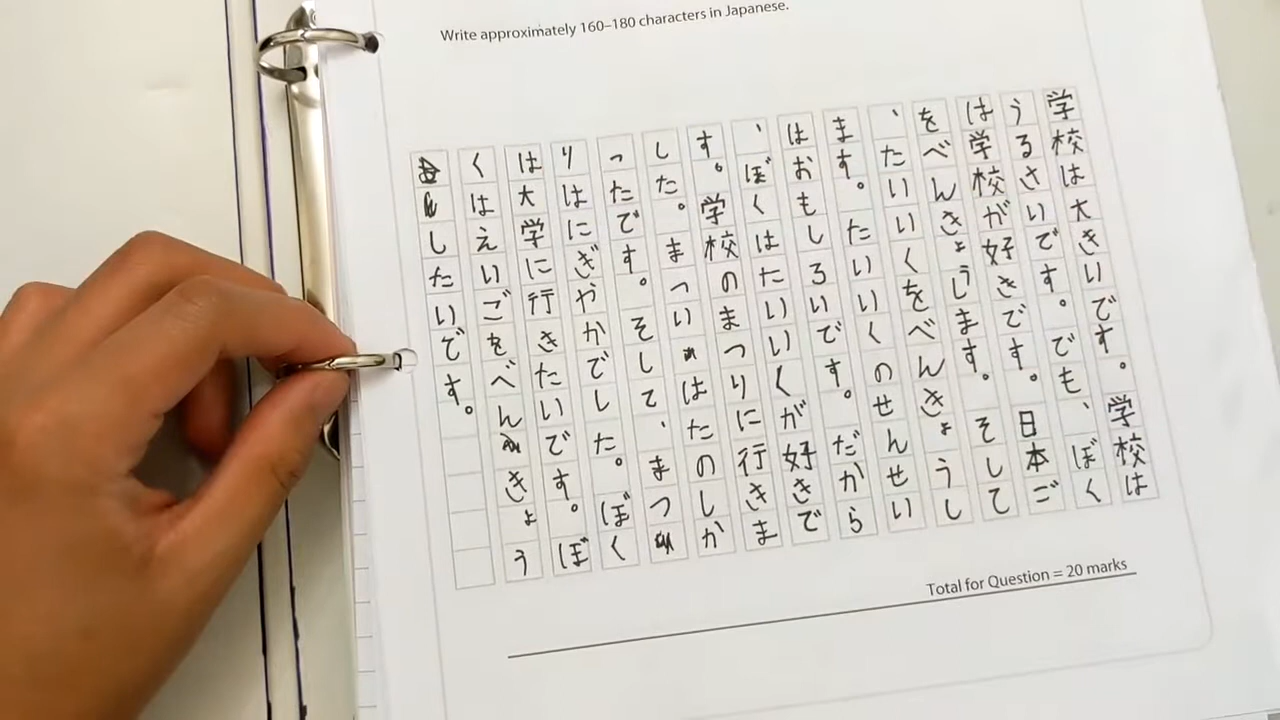 Write approximately 160–180 characters in Japanese.
学校は大きいです。学校は
うるさいです。でも、ぼく
は学校が好きです。日本ご
をべんきょうします。そして
、たいいくをべんきょうし
ます。たいいくのせんせい
はおもしろいです。だから
、ぼくはたいいくが好きで
す。学校のまつりに行きま
した。まついはたのしか
ったです。そして、まつ
りはにぎやかでした。ぼく
は大学に行きたいです。ぼ
くはえいごをべんきょう
したいです。
Total for Question = 20 marks